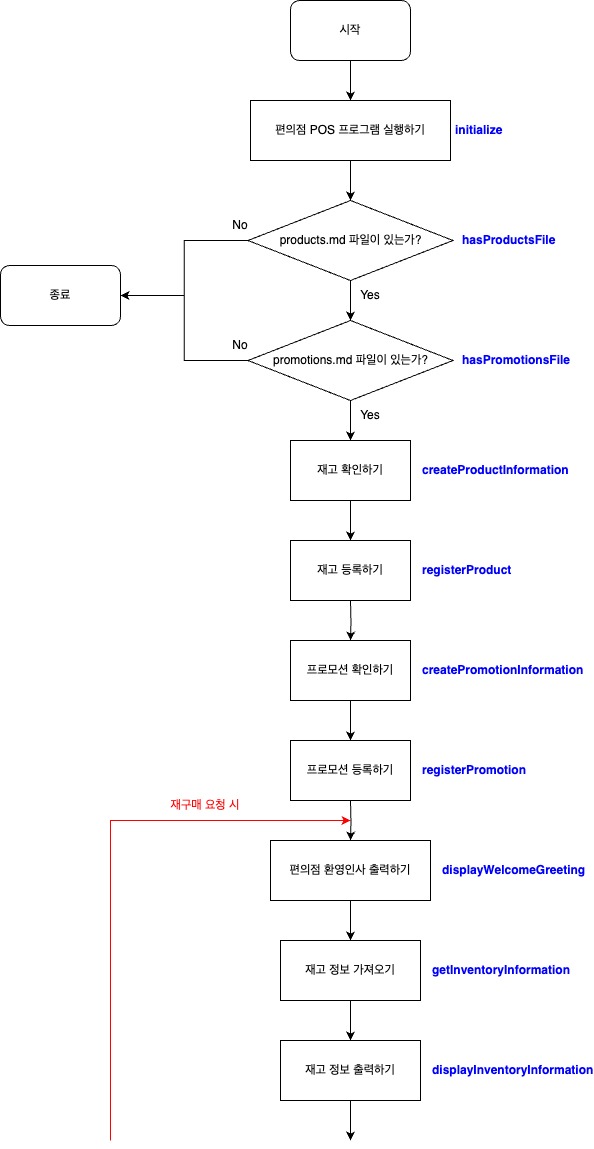 시작
편의점 POS 프로그램 실행하기
initialize
No
products.md 파일이 있는가?
hasProductsFile
종료
Yes
No
promotions.md 파일이 있는가?
hasPromotionsFile
Yes
재고 확인하기
createProductInformation
재고 등록하기
registerProduct
프로모션 확인하기
createPromotionInformation
프로모션 등록하기
registerPromotion
재구매 요청 시
편의점 환영인사 출력하기
displayWelcomeGreeting
재고 정보 가져오기
getInventoryInformation
재고 정보 출력하기
displayInventoryInformation